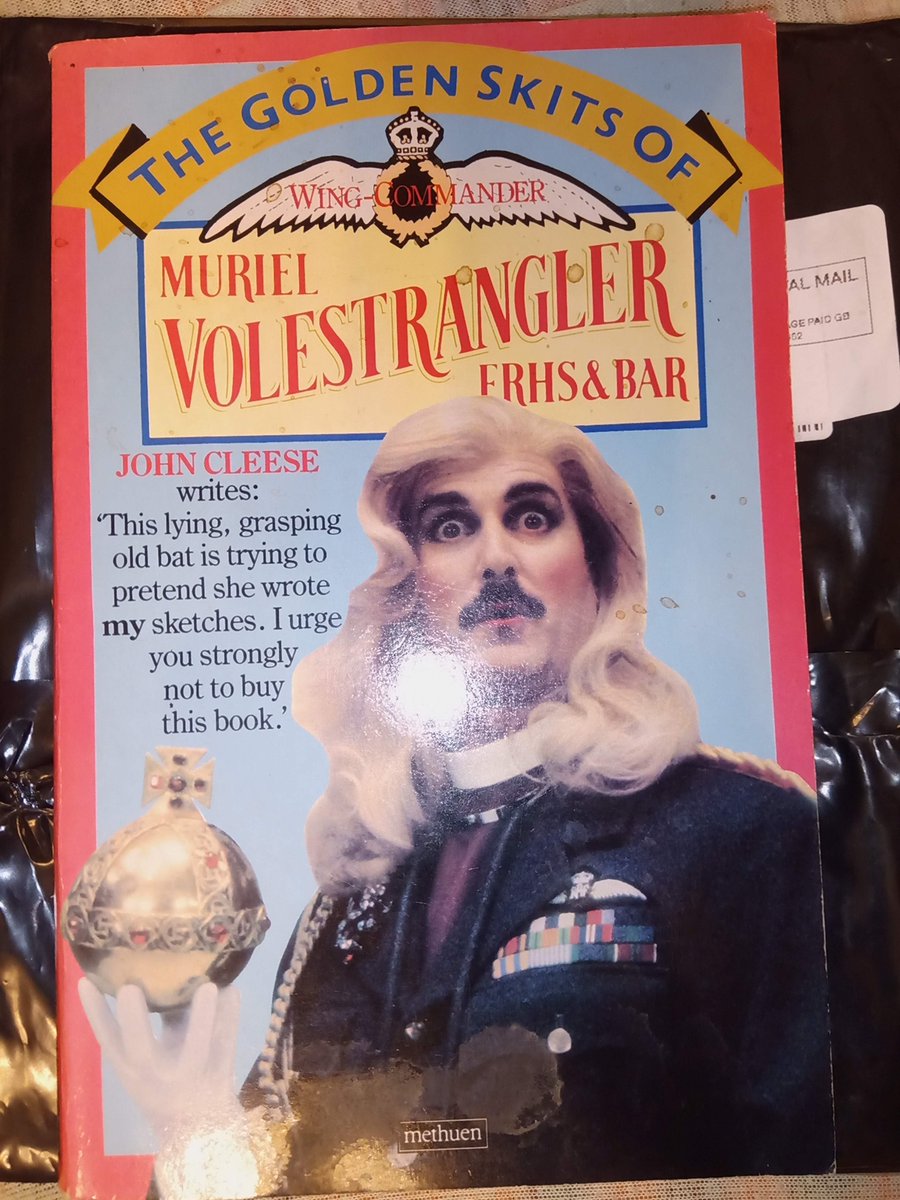 THE GOLDEN SKITS OF
WING-COMMANDER
MURIEL
VOLESTRANGLER
FRHS & BAR
JOHN CLEESE
writes:
‘This lying, grasping
old bat is trying to
pretend she wrote
my sketches. I urge
you strongly
not to buy
this book.’
methuen
AL MAIL
AGE PAID GB